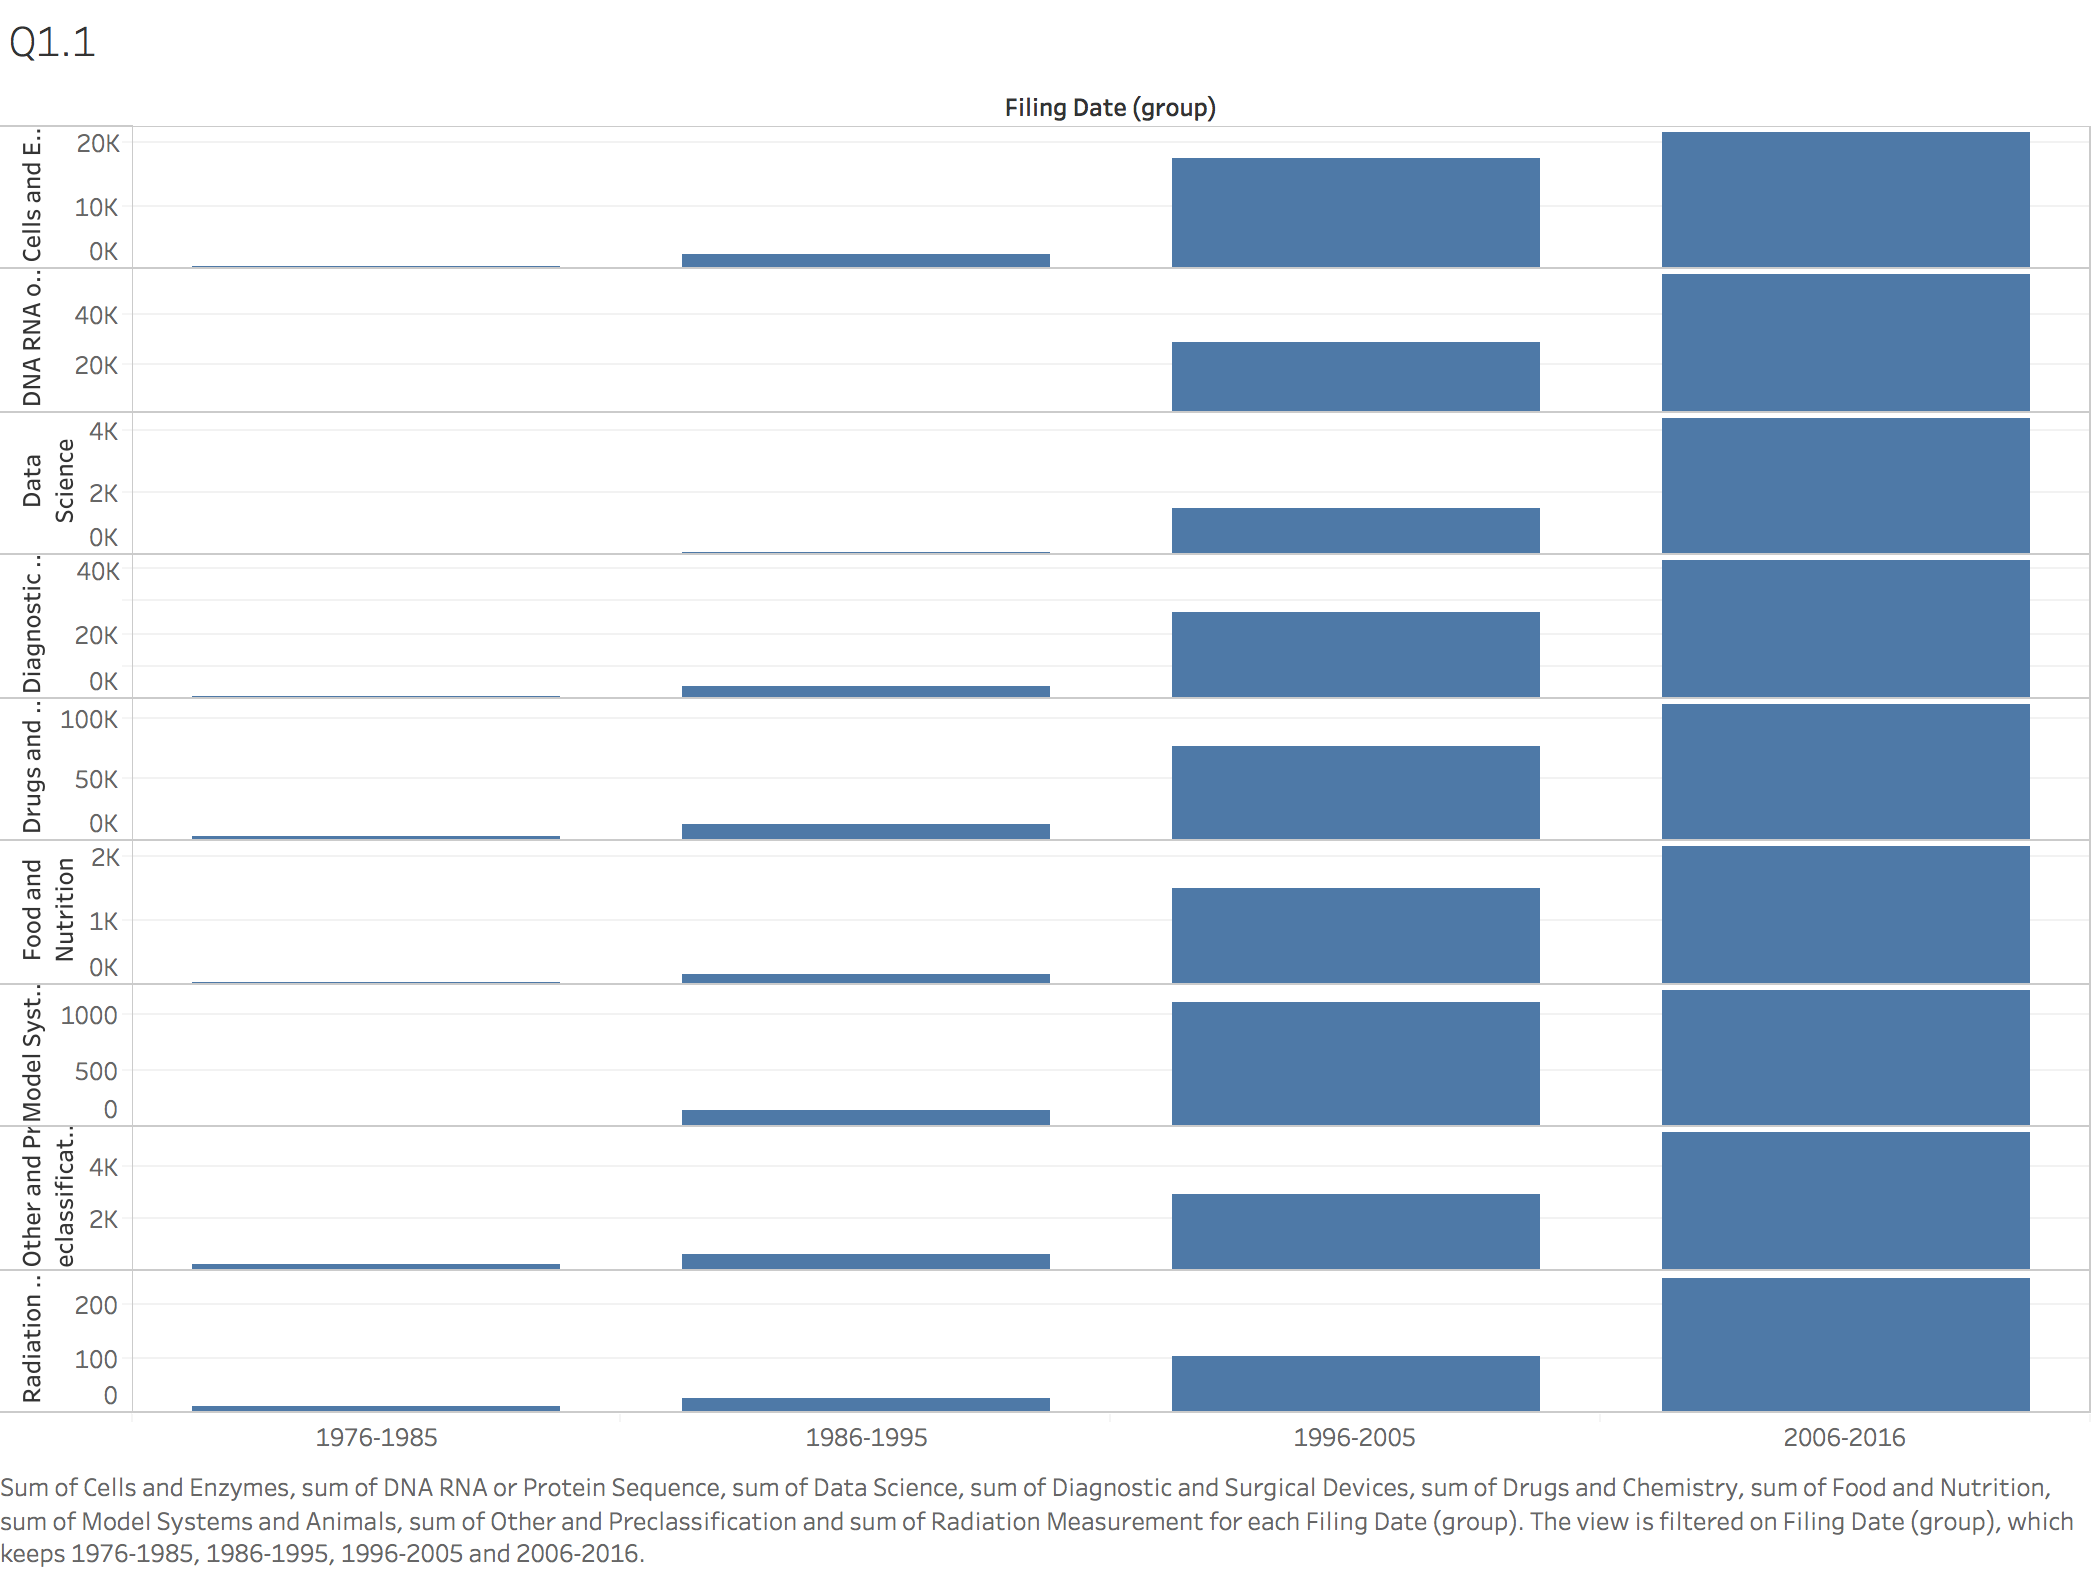 Q1.1
Filing Date (group)
Cells and E..
20K
10K
0K
DNA RNA o..
40K
20K
Data
Science
4K
2K
0K
Diagnostic ..
40K
20K
0K
Drugs and ..
100K
50K
0K
Food and
Nutrition
2K
1K
0K
Model Syst..
1000
500
0
Other and Pr
eclassificat..
4K
2K
Radiation ..
200
100
0
1976-1985
1986-1995
1996-2005
2006-2016
Sum of Cells and Enzymes, sum of DNA RNA or Protein Sequence, sum of Data Science, sum of Diagnostic and Surgical Devices, sum of Drugs and Chemistry, sum of Food and Nutrition,
sum of Model Systems and Animals, sum of Other and Preclassification and sum of Radiation Measurement for each Filing Date (group). The view is filtered on Filing Date (group), which
keeps 1976-1985, 1986-1995, 1996-2005 and 2006-2016.